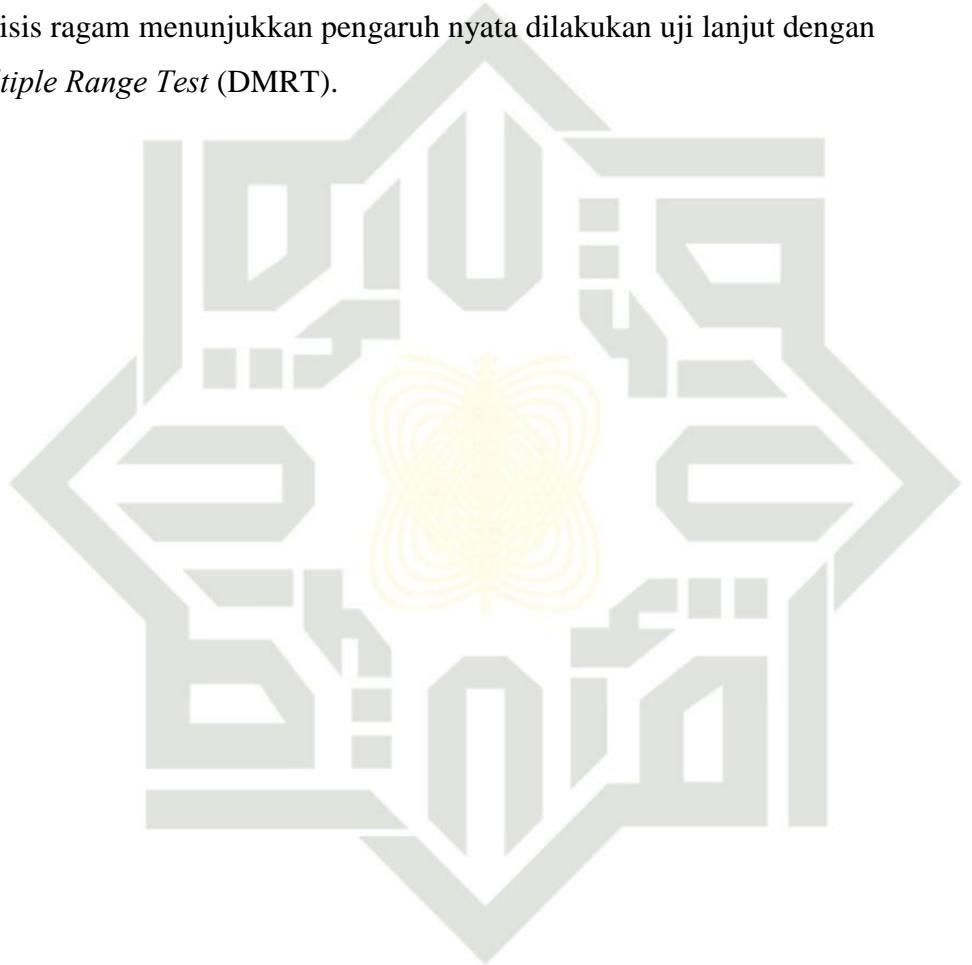 isis ragam menunjukkan pengaruh nyata dilakukan uji lanjut dengan
tiple Range Test (DMRT).